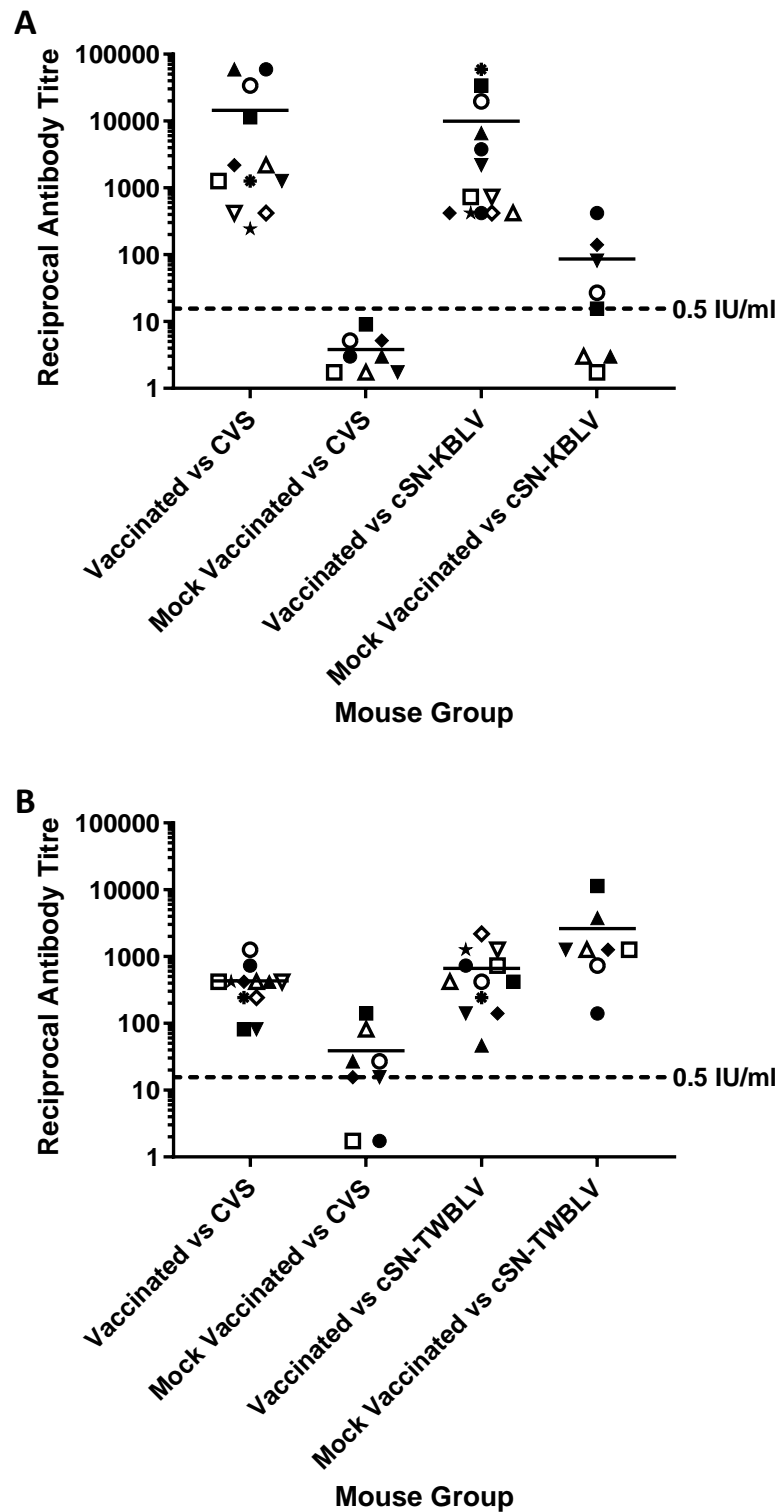 A
100000
10000
1000
100
10
1
Reciprocal Antibody Titre
0.5 IU/ml
Vaccinated vs CVS
Mock Vaccinated vs CVS
Vaccinated vs cSN-KBLV
Mock Vaccinated vs cSN-KBLV
Mouse Group
B
100000
10000
1000
100
10
1
Reciprocal Antibody Titre
0.5 IU/ml
Vaccinated vs CVS
Mock Vaccinated vs CVS
Vaccinated vs cSN-TWBLV
Mock Vaccinated vs cSN-TWBLV
Mouse Group